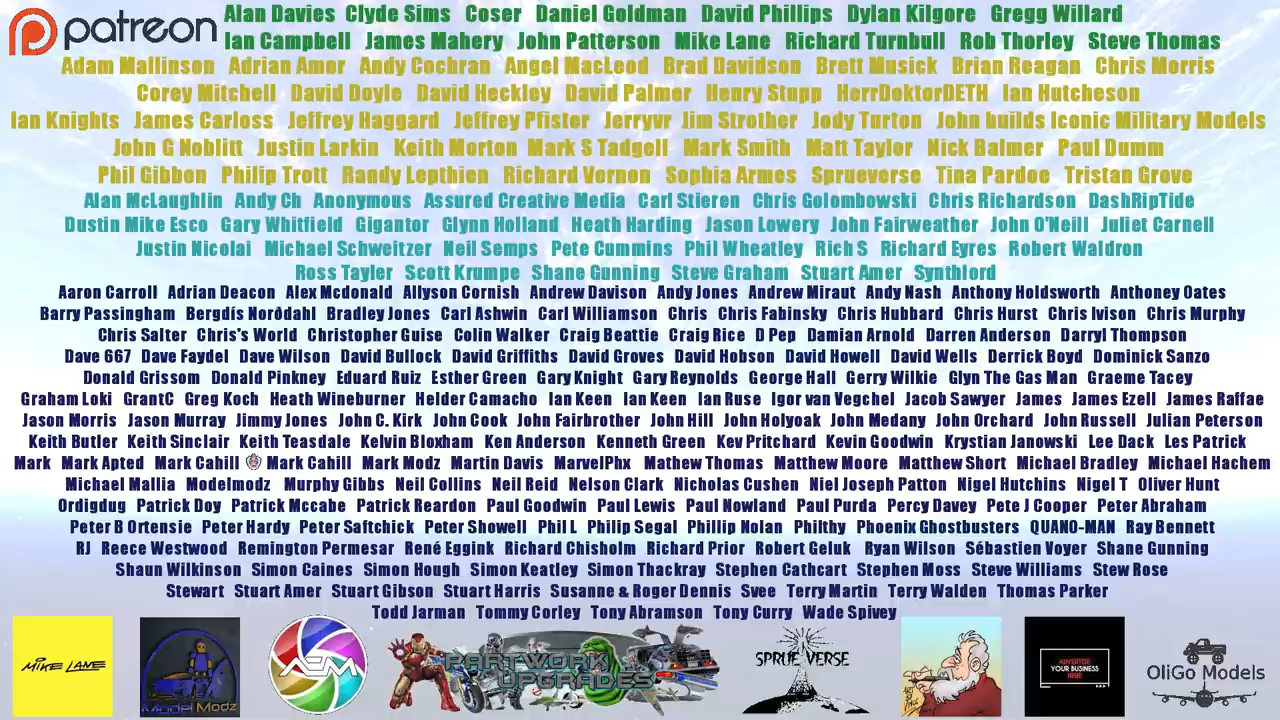 patreon
Alan Davies Clyde Sims Coser Daniel Goldman David Phillips Dylan Kilgore Gregg Willard
Ian Campbell James Mahery John Patterson Mike Lane Richard Turnbull Rob Thorley Steve Thomas
Adam Mallinson Adrian Amor Andy Cochran Angel MacLeod Brad Davidson Brett Musick Brian Reagan Chris Morris
Corey Mitchell David Doyle David Heckley David Palmer Henry Stupp HerrDoktorDETH Ian Hutcheson
Ian Knights James Carloss Jeffrey Haggard Jeffrey Pfister Jerryvr Jim Strother Jody Turton John builds Iconic Military Models
John G Noblitt Justin Larkin Keith Morton Mark S Tadgell Mark Smith Matt Taylor Nick Balmer Paul Dumm
Phil Gibbon Philip Trott Randy Lepthien Richard Vernon Sophia Armes Sprueverse Tina Pardoe Tristan Grove
Alan McLaughlin Andy Ch Anonymous Assured Creative Media Carl Stieren Chris Golombowski Chris Richardson DashRipTide
Dustin Mike Esco Gary Whitfield Gigantor Glynn Holland Heath Harding Jason Lowery John Fairweather John O'Neill Juliet Carnell
Justin Nicolai Michael Schweitzer Neil Semps Pete Cummins Phil Wheatley Rich S Richard Eyres Robert Waldron
Ross Tayler Scott Krumpe Shane Gunning Steve Graham Stuart Amer Synthlord
Aaron Carroll Adrian Deacon Alex Mcdonald Allyson Cornish Andrew Davison Andy Jones Andrew Miraut Andy Nash Anthony Holdsworth Anthoney Oates
Barry Passingham Bergdís Norðdahl Bradley Jones Carl Ashwin Carl Williamson Chris Chris Fabinsky Chris Hubbard Chris Hurst Chris Ivison Chris Murphy
Chris Salter Chris's World Christopher Guise Colin Walker Craig Beattie Craig Rice D Pep Damian Arnold Darren Anderson Darryl Thompson
Dave 667 Dave Faydel Dave Wilson David Bullock David Griffiths David Groves David Hobson David Howell David Wells Derrick Boyd Dominick Sanzo
Donald Grissom Donald Pinkney Eduard Ruiz Esther Green Gary Knight Gary Reynolds George Hall Gerry Wilkie Glyn The Gas Man Graeme Tacey
Graham Loki GrantC Greg Koch Heath Wineburner Helder Camacho Ian Keen Ian Keen Ian Ruse Igor van Vegchel Jacob Sawyer James James Ezell James Raffae
Jason Morris Jason Murray Jimmy Jones John C. Kirk John Cook John Fairbrother John Hill John Holyoak John Medany John Orchard John Russell Julian Peterson
Keith Butler Keith Sinclair Keith Teasdale Kelvin Bloxham Ken Anderson Kenneth Green Kev Pritchard Kevin Goodwin Krystian Janowski Lee Dack Les Patrick
Mark Mark Apted Mark Cahill Mark Cahill Mark Modz Martin Davis MarvelPhx Mathew Thomas Matthew Moore Matthew Short Michael Bradley Michael Hachem
Michael Mallia Modelmodz Murphy Gibbs Neil Collins Neil Reid Nelson Clark Nicholas Cushen Niel Joseph Patton Nigel Hutchins Nigel T Oliver Hunt
Ordigdug Patrick Doy Patrick Mccabe Patrick Reardon Paul Goodwin Paul Lewis Paul Nowland Paul Purda Percy Davey Pete J Cooper Peter Abraham
Peter B Ortensie Peter Hardy Peter Saftchick Peter Showell Phil L Philip Segal Phillip Nolan Philthy Phoenix Ghostbusters QUANO-MAN Ray Bennett
RJ Reece Westwood Remington Permesar René Eggink Richard Chisholm Richard Prior Robert Geluk Ryan Wilson Sébastien Voyer Shane Gunning
Shaun Wilkinson Simon Caines Simon Hough Simon Keatley Simon Thackray Stephen Cathcart Stephen Moss Steve Williams Stew Rose
Stewart Stuart Amer Stuart Gibson Stuart Harris Susanne & Roger Dennis Svee Terry Martin Terry Walden Thomas Parker
Todd Jarman Tommy Corley Tony Abramson Tony Curry Wade Spivey
MIKE LANE
Model Modz
ACM
PARTWORK
UPGRADES
SPRUE VERSE
ADVERTISE
YOUR BUSINESS
HERE
OliGo Models